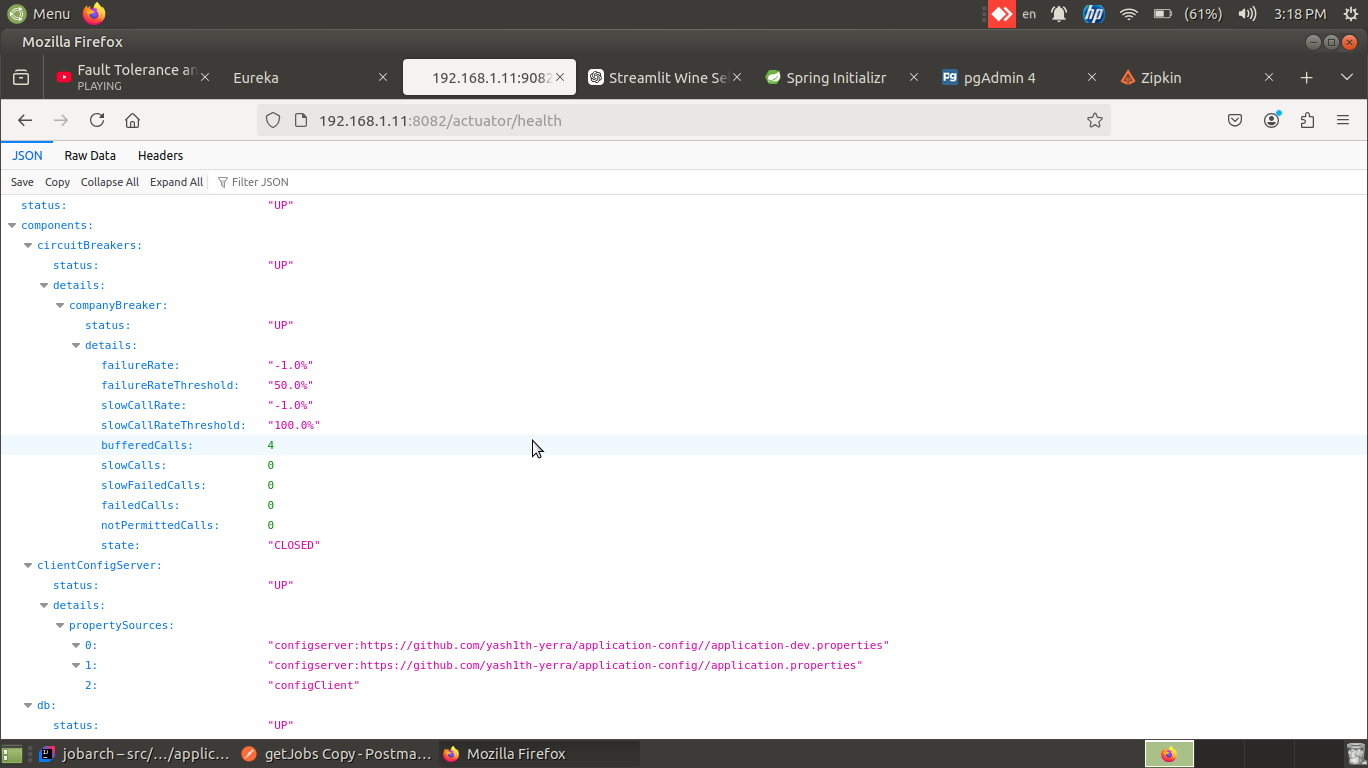 Menu
en
hp
(61%)
3:18 PM
Mozilla Firefox
Fault Tolerance an
PLAYING
Eureka
192.168.1.11:9082
Streamlit Wine Se
Spring Initializr
pgAdmin 4
Zipkin
192.168.1.11:8082/actuator/health
JSON Raw Data Headers
Save Copy Collapse All Expand All Filter JSON
status: "UP"
components:
circuitBreakers:
status: "UP"
details:
companyBreaker:
status: "UP"
details:
failureRate: "-1.0%"
failureRateThreshold: "50.0%"
slowCallRate: "-1.0%"
slowCallRateThreshold: "100.0%"
bufferedCalls: 4
slowCalls: 0
slowFailedCalls: 0
failedCalls: 0
notPermittedCalls: 0
state: "CLOSED"
clientConfigServer:
status: "UP"
details:
propertySources:
0: "configserver:https://github.com/yash1th-yerra/application-config//application-dev.properties"
1: "configserver:https://github.com/yash1th-yerra/application-config//application.properties"
2: "configClient"
db:
status: "UP"
jobarch – src/.../applic...
getJobs Copy - Postma...
Mozilla Firefox